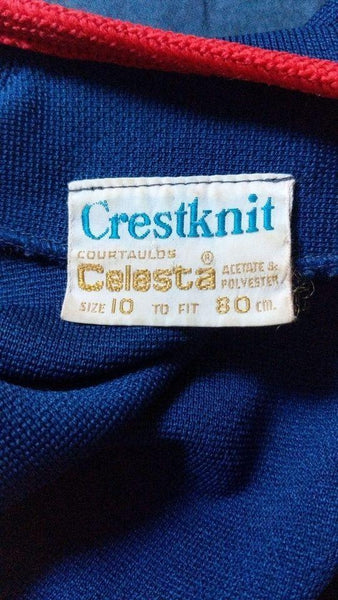 Crestknit
COURTAULDS
Celesta ® ACETATE & POLYESTER
SIZE 10 TO FIT 80 cm.